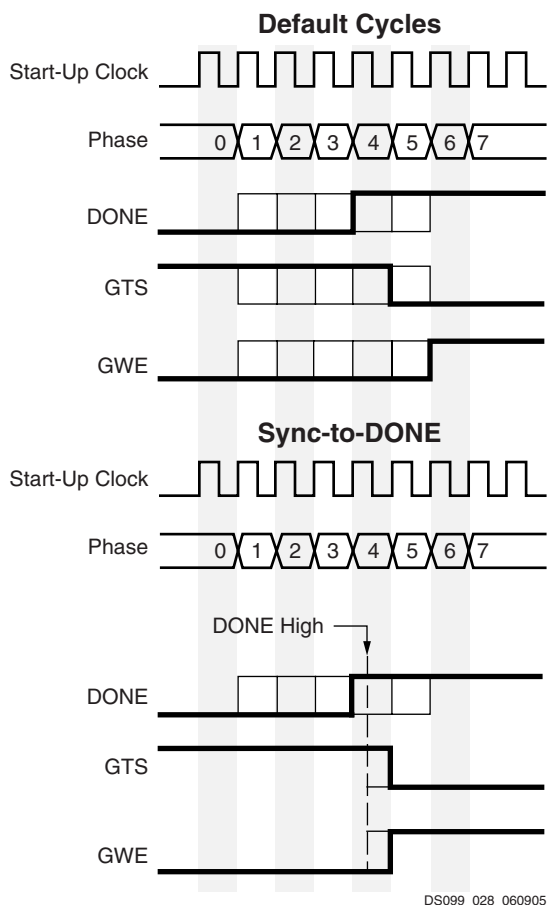 Default Cycles
Start-Up Clock
Phase 0 1 2 3 4 5 6 7
DONE
GTS
GWE
Sync-to-DONE
Start-Up Clock
Phase 0 1 2 3 4 5 6 7
DONE High
DONE
GTS
GWE
DS099_028_060905